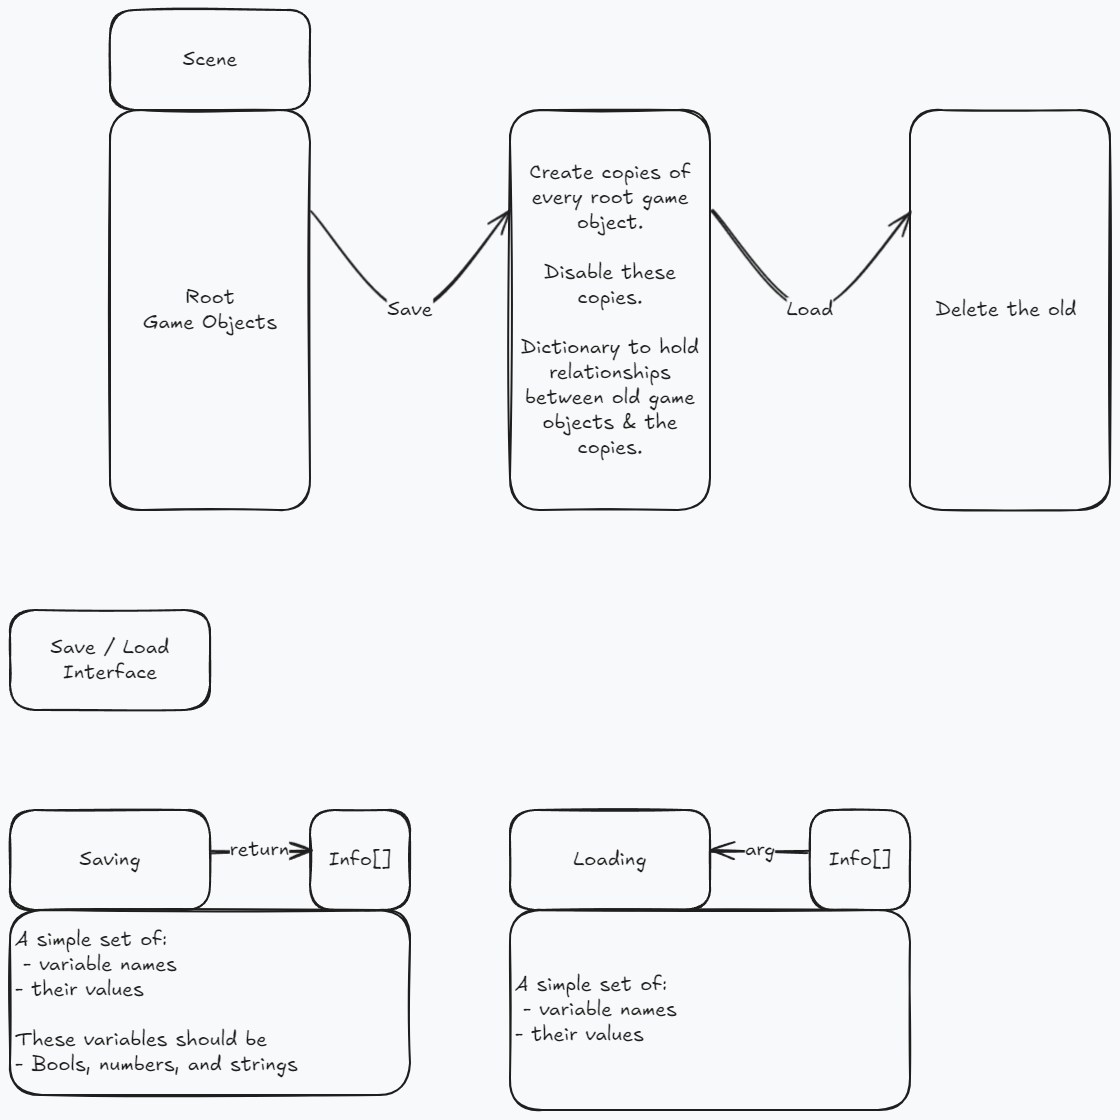 Scene
Root
Game Objects
Save
Create copies of
every root game
object.
Disable these
copies.
Dictionary to hold
relationships
between old game
objects & the
copies.
Load
Delete the old
Save / Load
Interface
Saving
return
Info[]
A simple set of:
- variable names
- their values
These variables should be
- Bools, numbers, and strings
Loading
arg
Info[]
A simple set of:
- variable names
- their values